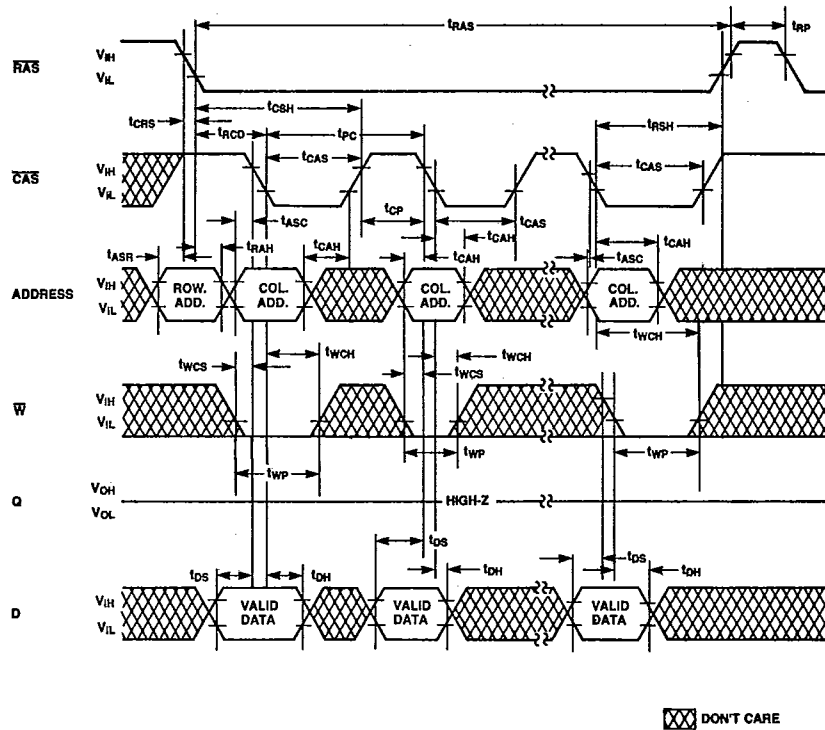 tRAS
tRP
RAS
VIH
VIL
tCSH
tCRS
tRCD
tPC
tRSH
CAS
VIH
VIL
tCAS
tCAS
tCP
tCAS
tASC
tRAH
tCAH
tCAH
tASR
tCAH
tASC
tCAH
ADDRESS
VIH
VIL
ROW. ADD.
COL. ADD.
COL. ADD.
COL. ADD.
tWCH
tWCS
tWCH
tWCH
tWCS
W
VIH
VIL
tWP
tWP
tWP
Q
VOH
VOL
HIGH-Z
tDS
tDS
tDH
tDS
tDH
tDH
D
VIH
VIL
VALID DATA
VALID DATA
VALID DATA
DON'T CARE